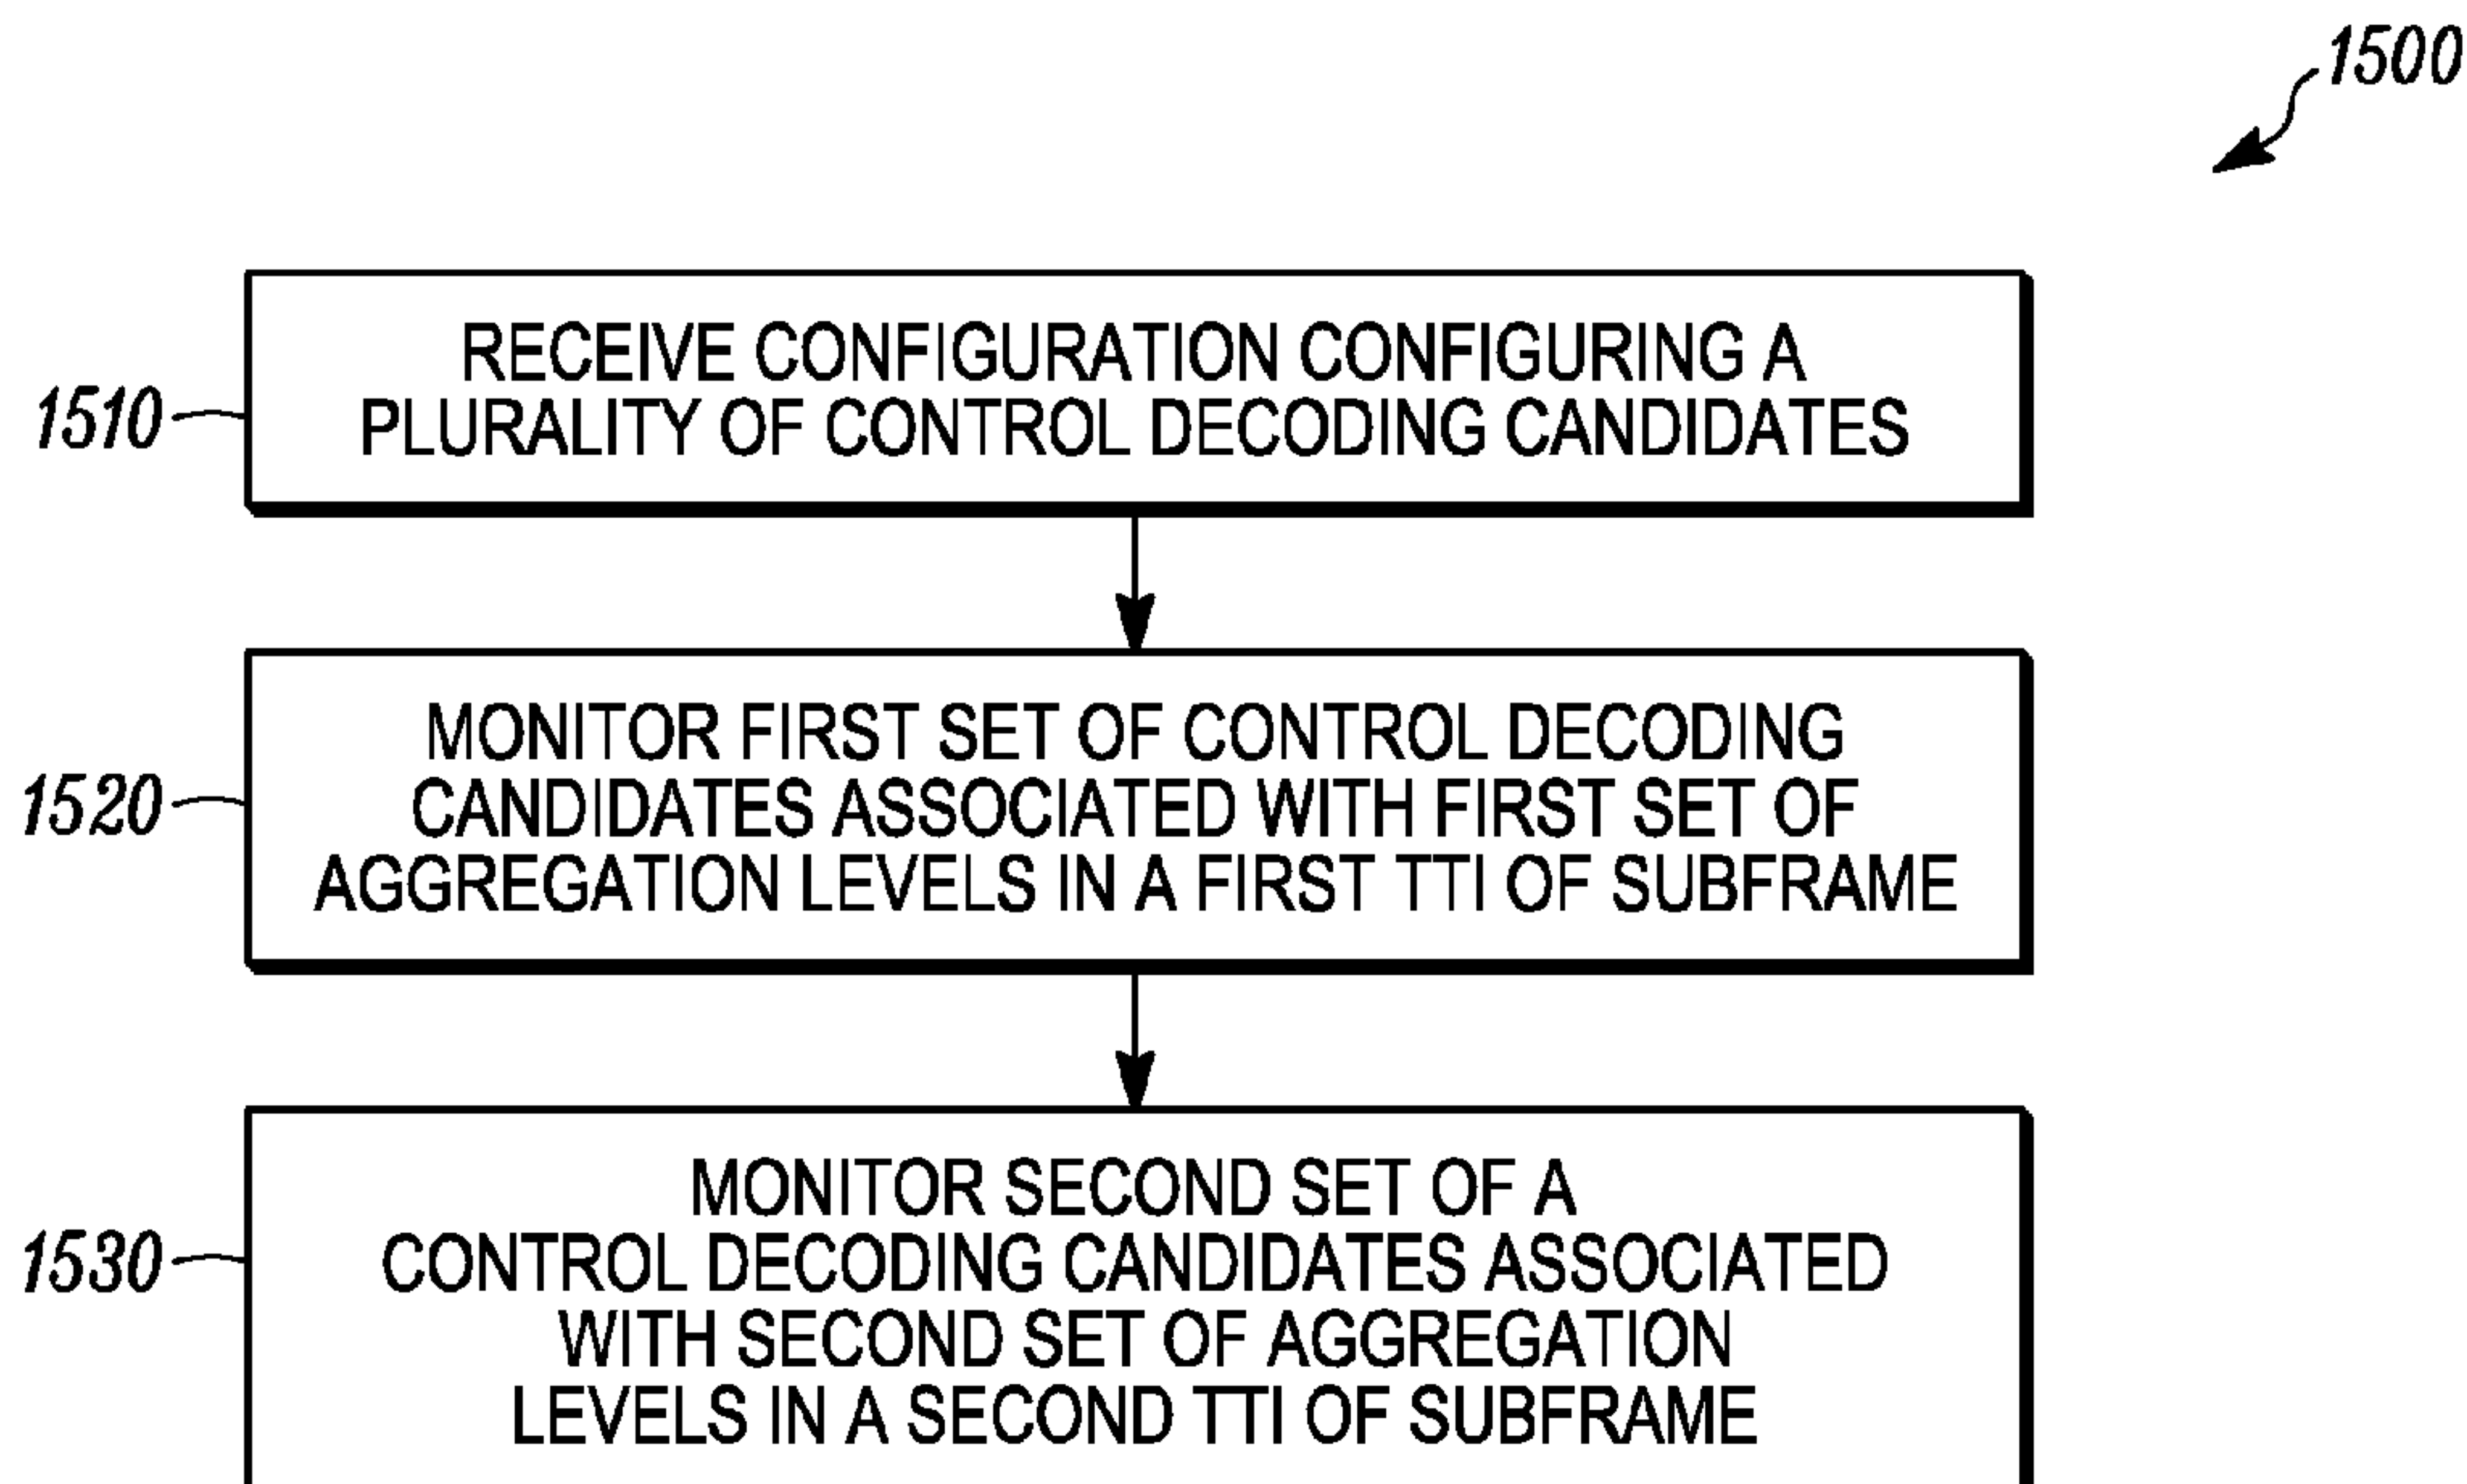 1500
1510
RECEIVE CONFIGURATION CONFIGURING A
PLURALITY OF CONTROL DECODING CANDIDATES
1520
MONITOR FIRST SET OF CONTROL DECODING
CANDIDATES ASSOCIATED WITH FIRST SET OF
AGGREGATION LEVELS IN A FIRST TTI OF SUBFRAME
1530
MONITOR SECOND SET OF A
CONTROL DECODING CANDIDATES ASSOCIATED
WITH SECOND SET OF AGGREGATION
LEVELS IN A SECOND TTI OF SUBFRAME